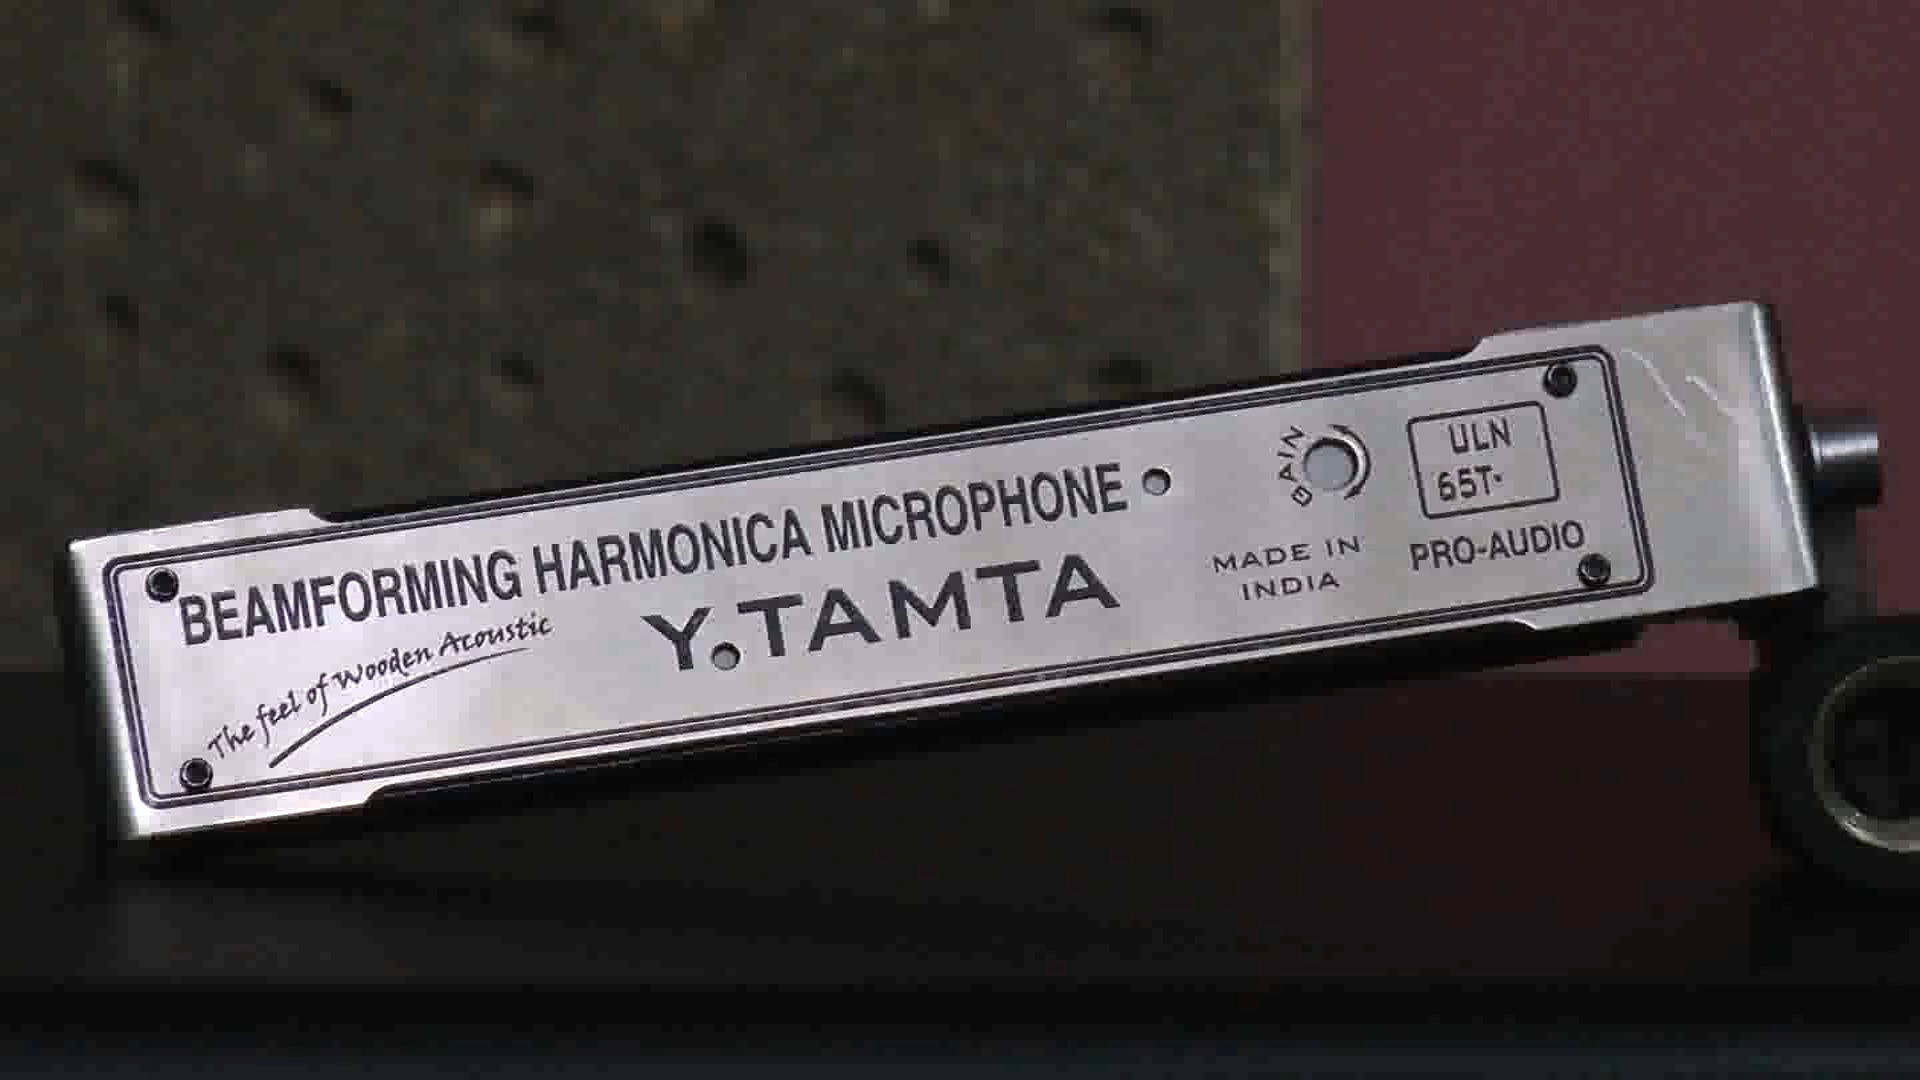 BEAMFORMING HARMONICA MICROPHONE
The feel of Wooden Acoustic
Y.TAMTA
GAIN
MADE IN
INDIA
ULN
65T
PRO-AUDIO